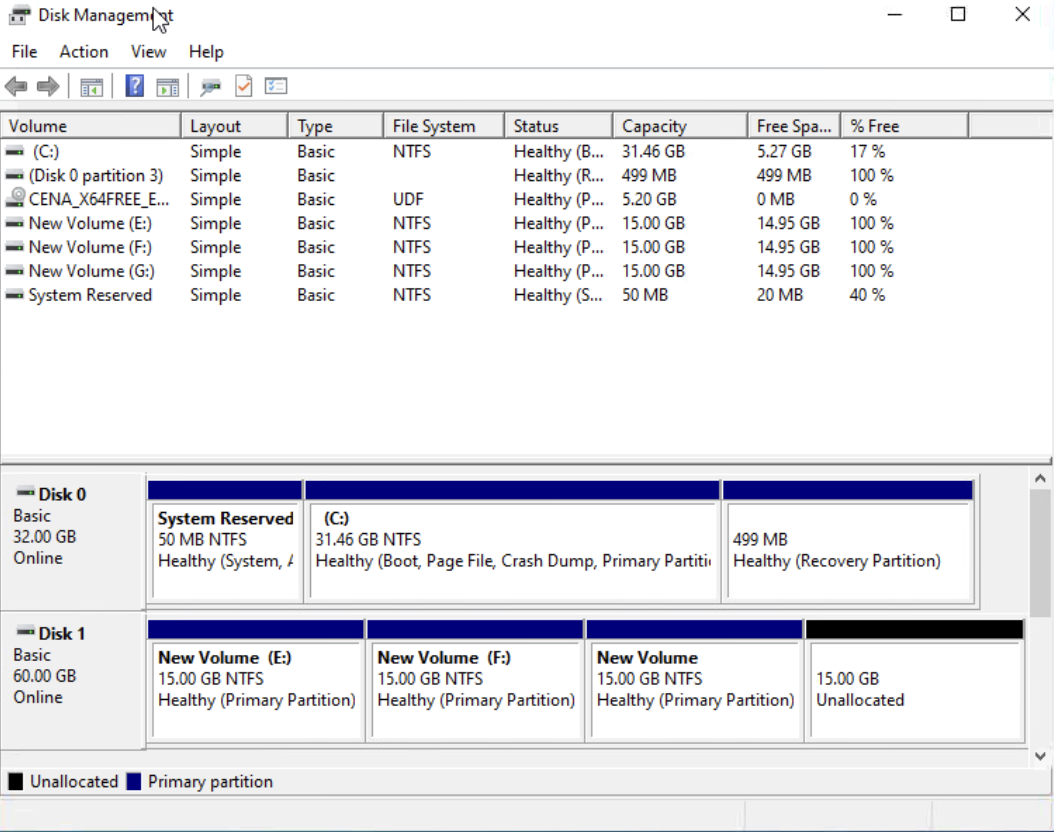 Disk Management
File Action View Help
Volume Layout Type File System Status Capacity Free Spa... % Free
(C:) Simple Basic NTFS Healthy (B... 31.46 GB 5.27 GB 17 %
(Disk 0 partition 3) Simple Basic Healthy (R... 499 MB 499 MB 100 %
CENA_X64FREE_E... Simple Basic UDF Healthy (P... 5.20 GB 0 MB 0 %
New Volume (E:) Simple Basic NTFS Healthy (P... 15.00 GB 14.95 GB 100 %
New Volume (F:) Simple Basic NTFS Healthy (P... 15.00 GB 14.95 GB 100 %
New Volume (G:) Simple Basic NTFS Healthy (P... 15.00 GB 14.95 GB 100 %
System Reserved Simple Basic NTFS Healthy (S... 50 MB 20 MB 40 %
Disk 0
Basic
32.00 GB
Online
System Reserved
50 MB NTFS
Healthy (System, A
(C:)
31.46 GB NTFS
Healthy (Boot, Page File, Crash Dump, Primary Partitio
499 MB
Healthy (Recovery Partition)
Disk 1
Basic
60.00 GB
Online
New Volume (E:)
15.00 GB NTFS
Healthy (Primary Partition)
New Volume (F:)
15.00 GB NTFS
Healthy (Primary Partition)
New Volume
15.00 GB NTFS
Healthy (Primary Partition)
15.00 GB
Unallocated
Unallocated Primary partition